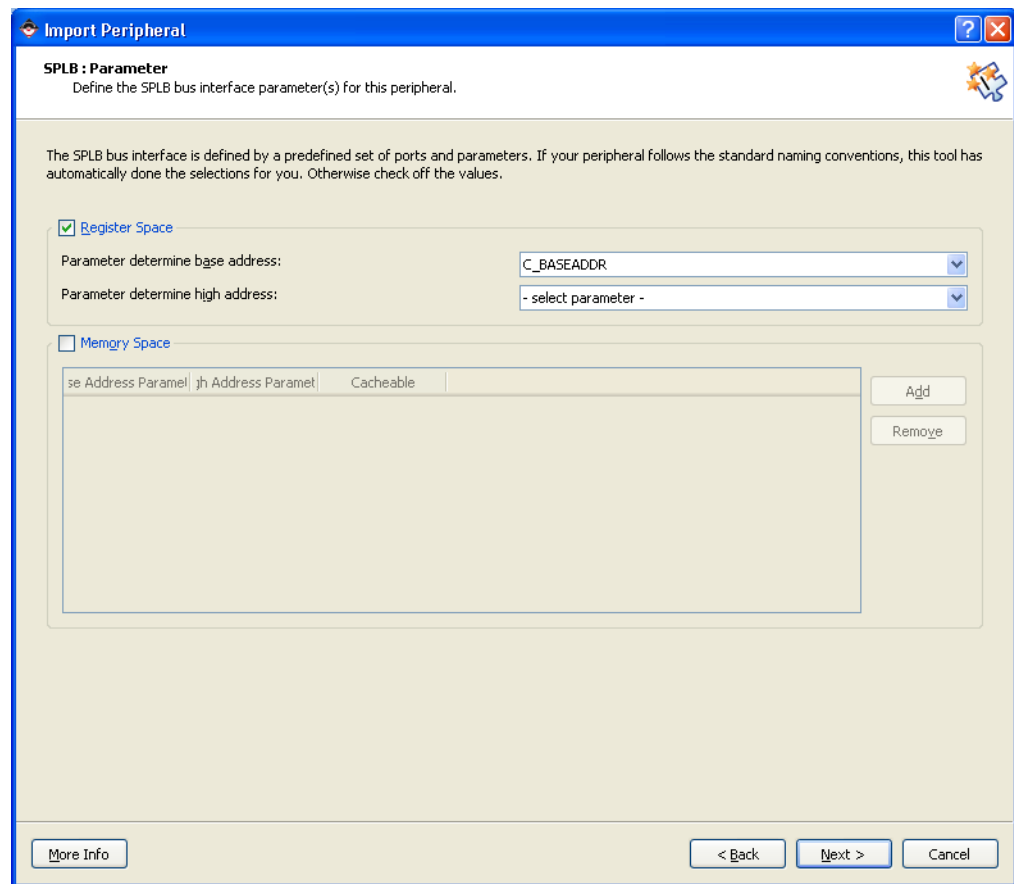 Import Peripheral
SPLB : Parameter
Define the SPLB bus interface parameter(s) for this peripheral.
The SPLB bus interface is defined by a predefined set of ports and parameters. If your peripheral follows the standard naming conventions, this tool has
automatically done the selections for you. Otherwise check off the values.
Register Space
Parameter determine base address:
C_BASEADDR
Parameter determine high address:
- select parameter -
Memory Space
se Address Paramet gh Address Paramet Cacheable
Add
Remove
More Info
< Back Next > Cancel